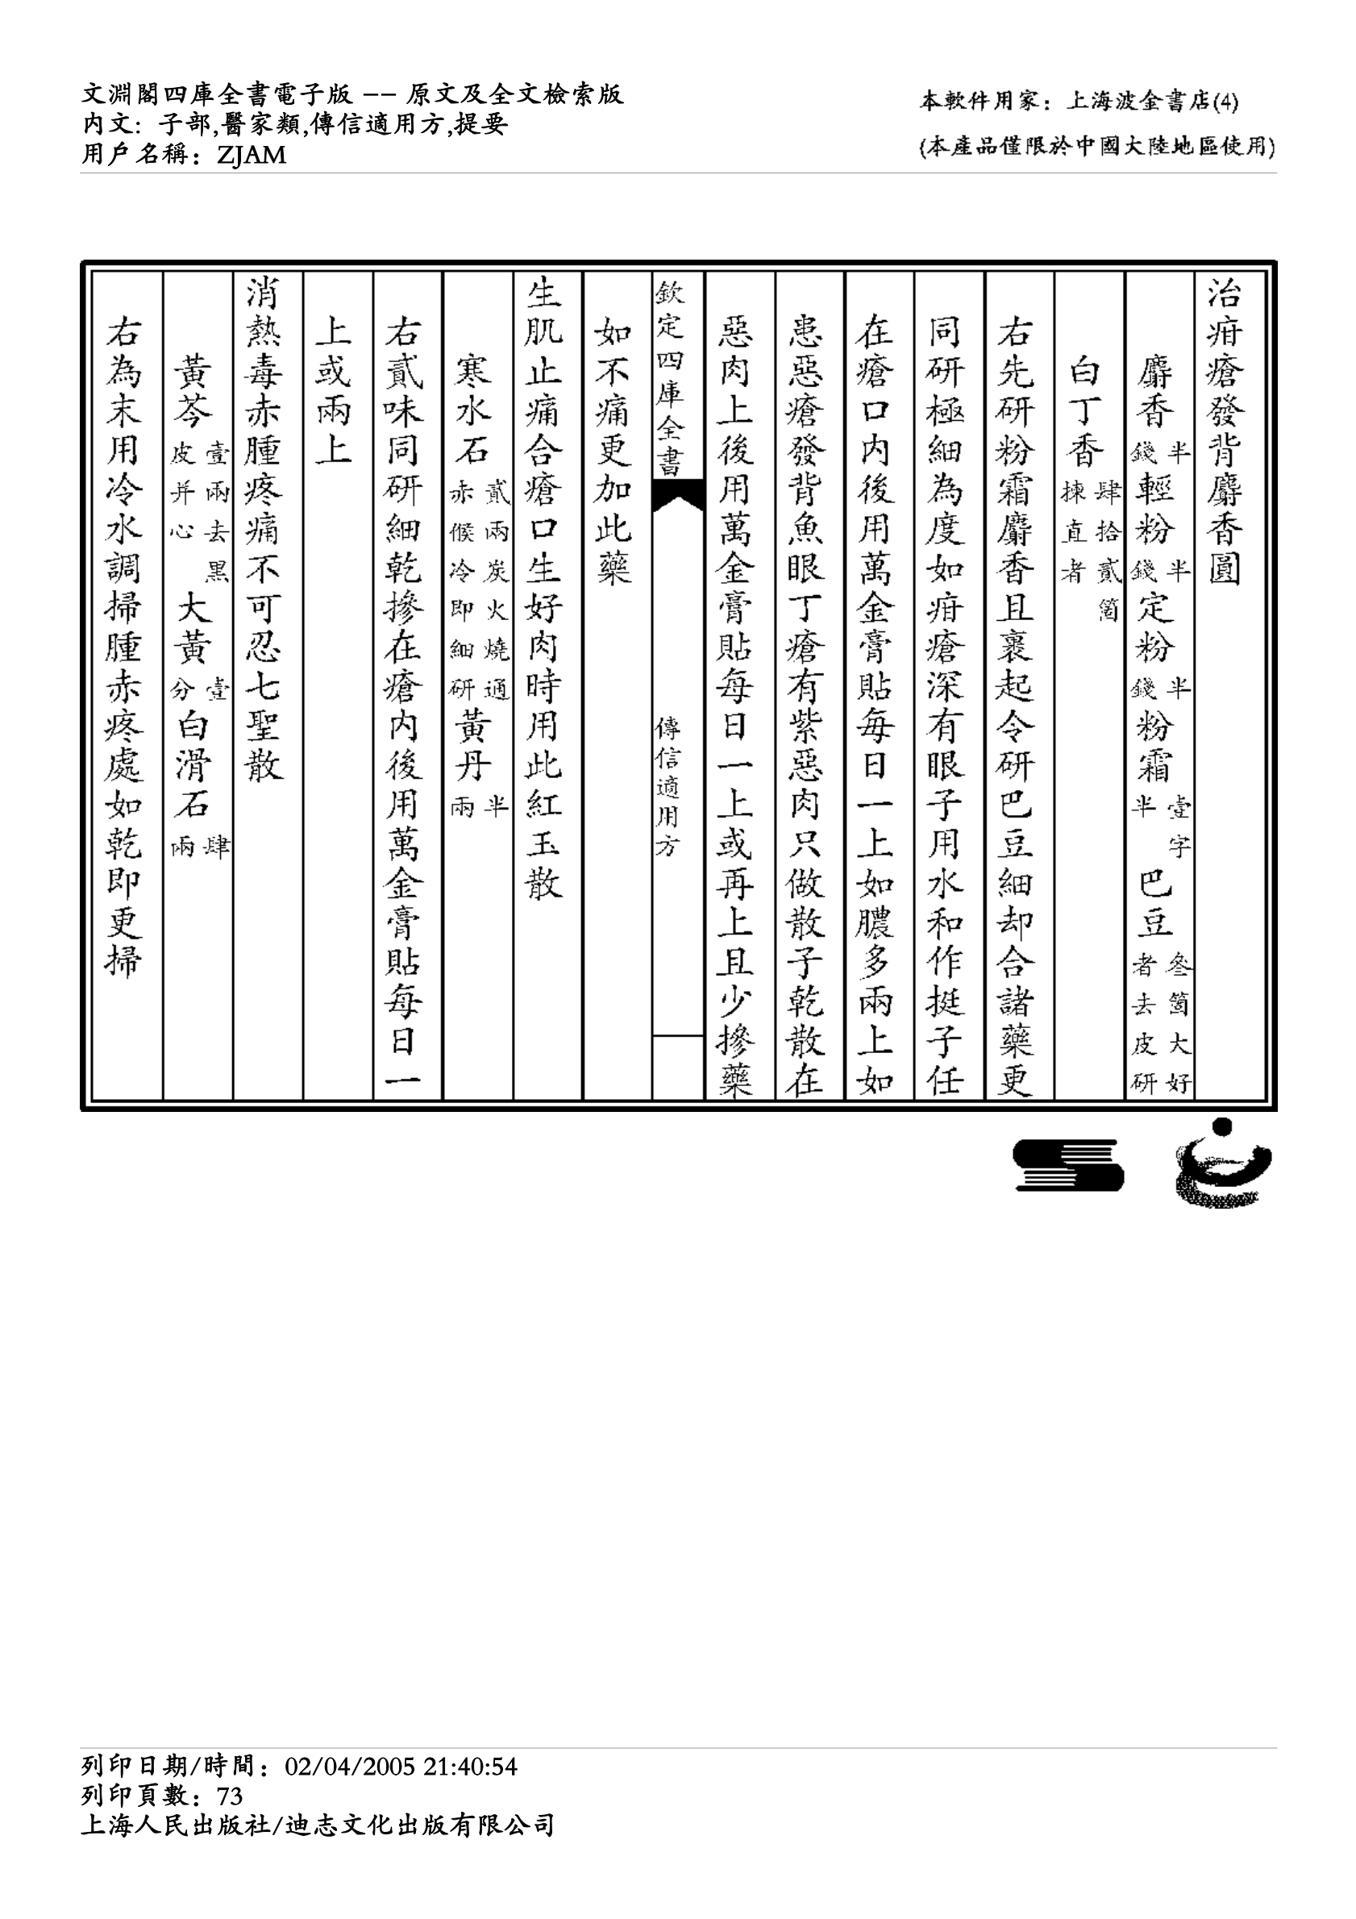 文淵閣四庫全書電子版 -- 原文及全文檢索版
内文: 子部,醫家類,傳信適用方,提要
用戶名稱: ZJAM
本軟件用家: 上海波金書店(4)
(本產品僅限於中國大陸地區使用)
治疳瘡發背麝香圓
麝香半錢輕粉半錢定粉半錢粉霜壹字半巴豆叁箇大好者去皮研
白丁香肆拾貳箇揀直者
右先研粉霜麝香且裹起令研巴豆細却合諸藥更
同研極細為度如疳瘡深有眼子用水和作挺子任
在瘡口内後用萬金膏貼每日一上如膿多兩上如
患惡瘡發背魚眼丁瘡有紫惡肉只做散子乾散在
惡肉上後用萬金膏貼每日一上或再上且少摻藥
欽定四庫全書
傳信適用方
如不痛更加此藥
生肌止痛合瘡口生好肉時用此紅玉散
寒水石貳兩炭火燒通赤候冷即細研黃丹半兩
右貳味同研細乾摻在瘡内後用萬金膏貼每日一
上或兩上
消熱毒赤腫疼痛不可忍七聖散
黃芩壹兩去黑皮并心大黃壹分白滑石肆兩
右為末用冷水調掃腫赤疼處如乾即更掃
列印日期/時間: 02/04/2005 21:40:54
列印頁數: 73
上海人民出版社/迪志文化出版有限公司